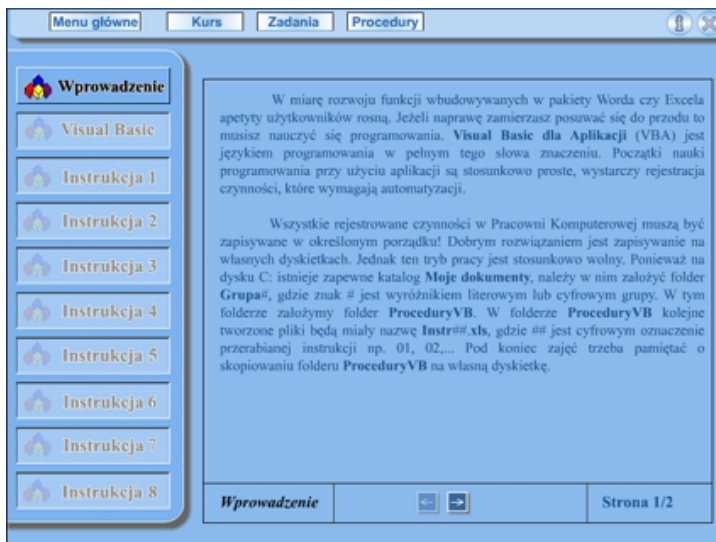 Menu główne Kurs Zadania Procedury
Wprowadzenie
Visual Basic
Instrukcja 1
Instrukcja 2
Instrukcja 3
Instrukcja 4
Instrukcja 5
Instrukcja 6
Instrukcja 7
Instrukcja 8
W miarę rozwoju funkcji wbudowywanych w pakiety Worda czy Excela
apetyty użytkowników rosną. Jeżeli naprawę zamierzasz posuwać się do przodu to
musisz nauczyć się programowania. Visual Basic dla Aplikacji (VBA) jest
językiem programowania w pełnym tego słowa znaczeniu. Początki nauki
programowania przy użyciu aplikacji są stosunkowo proste, wystarczy rejestracja
czynności, które wymagają automatyzacji.
Wszystkie rejestrowane czynności w Pracowni Komputerowej muszą być
zapisywane w określonym porządku! Dobrym rozwiązaniem jest zapisywanie na
własnych dyskietkach. Jednak ten tryb pracy jest stosunkowo wolny. Ponieważ na
dysku C: istnieje zapewne katalog Moje dokumenty, należy w nim założyć folder
Grupa#, gdzie znak # jest wyróżnikiem literowym lub cyfrowym grupy. W tym
folderze założymy folder ProceduryVB. W folderze ProceduryVB kolejne
tworzone pliki będą miały nazwę Instr##.xls, gdzie ## jest cyfrowym oznaczenie
przerabianej instrukcji np. 01, 02,... Pod koniec zajęć trzeba pamiętać o
skopiowaniu folderu ProceduryVB na własną dyskietkę.
Wprowadzenie
Strona 1/2